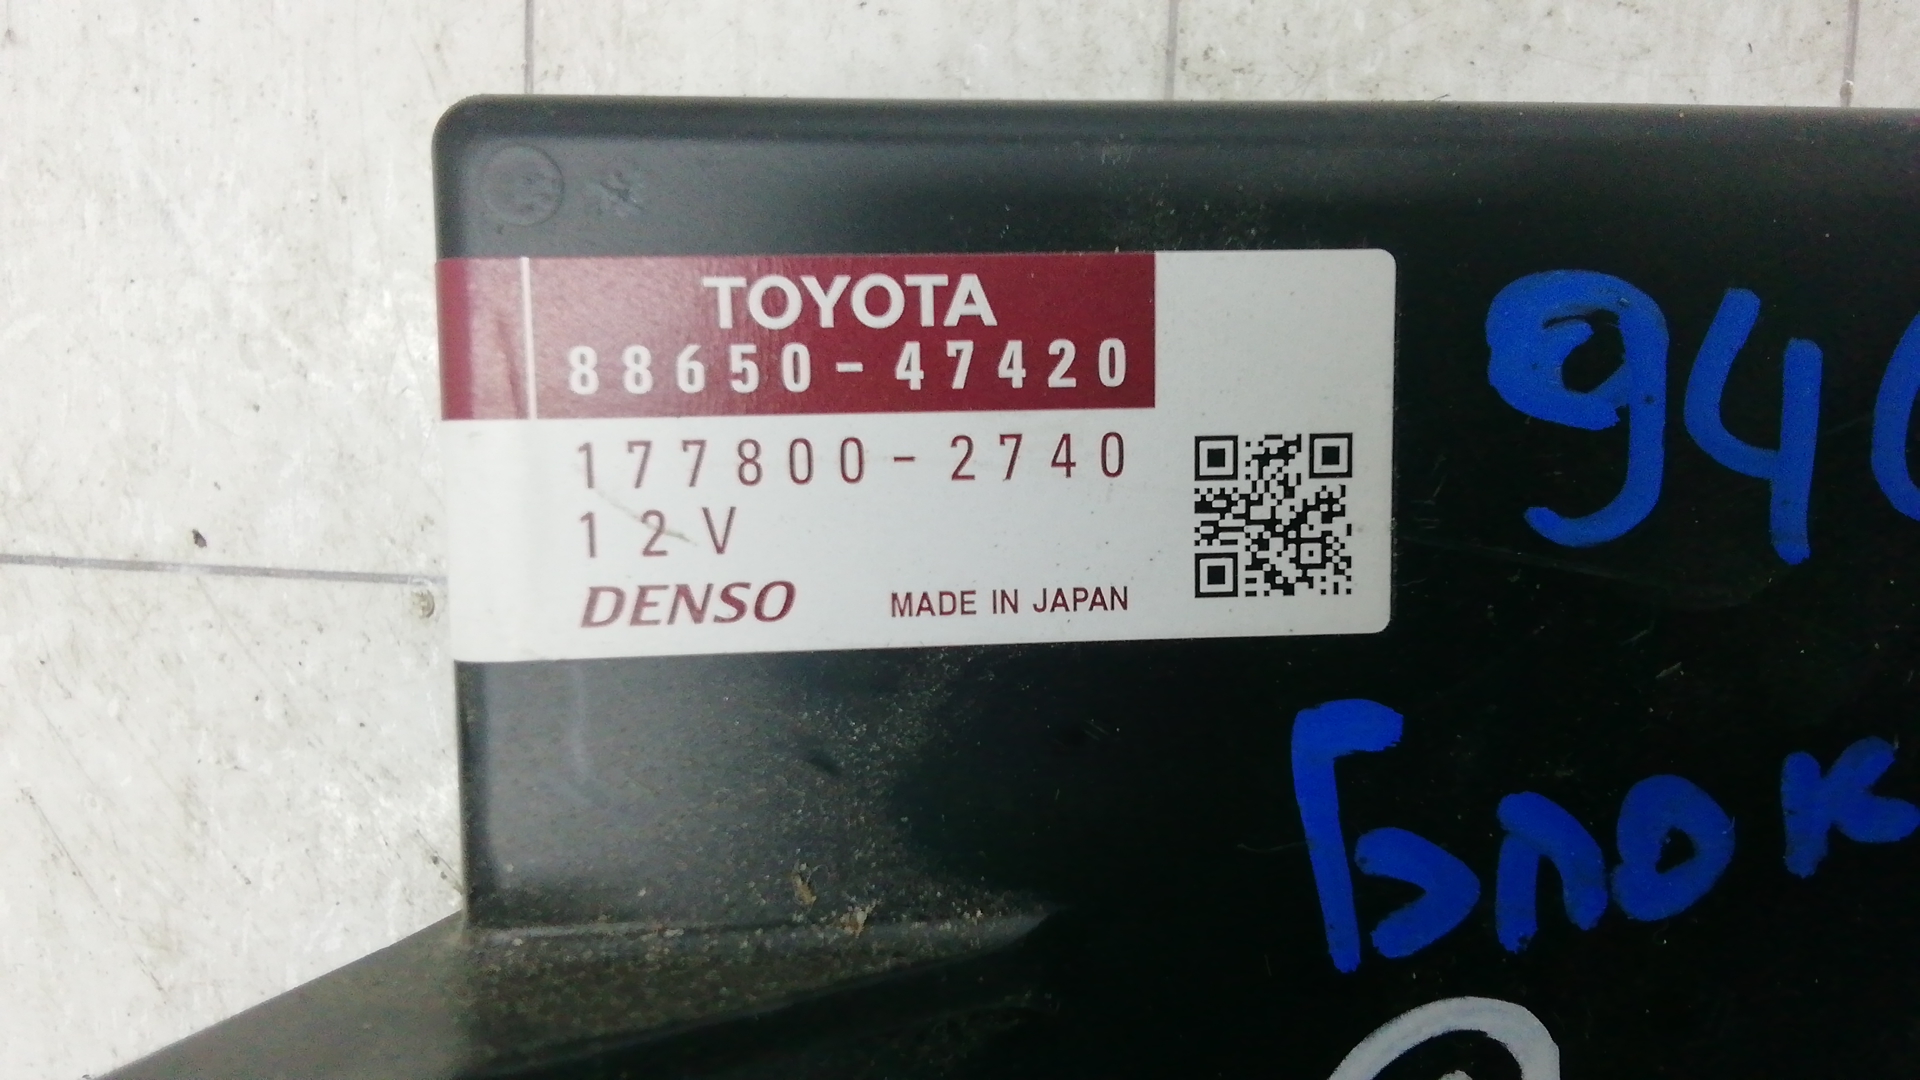 TOYOTA
88650-47420
177800-2740
12V
DENSO MADE IN JAPAN
94
Блок